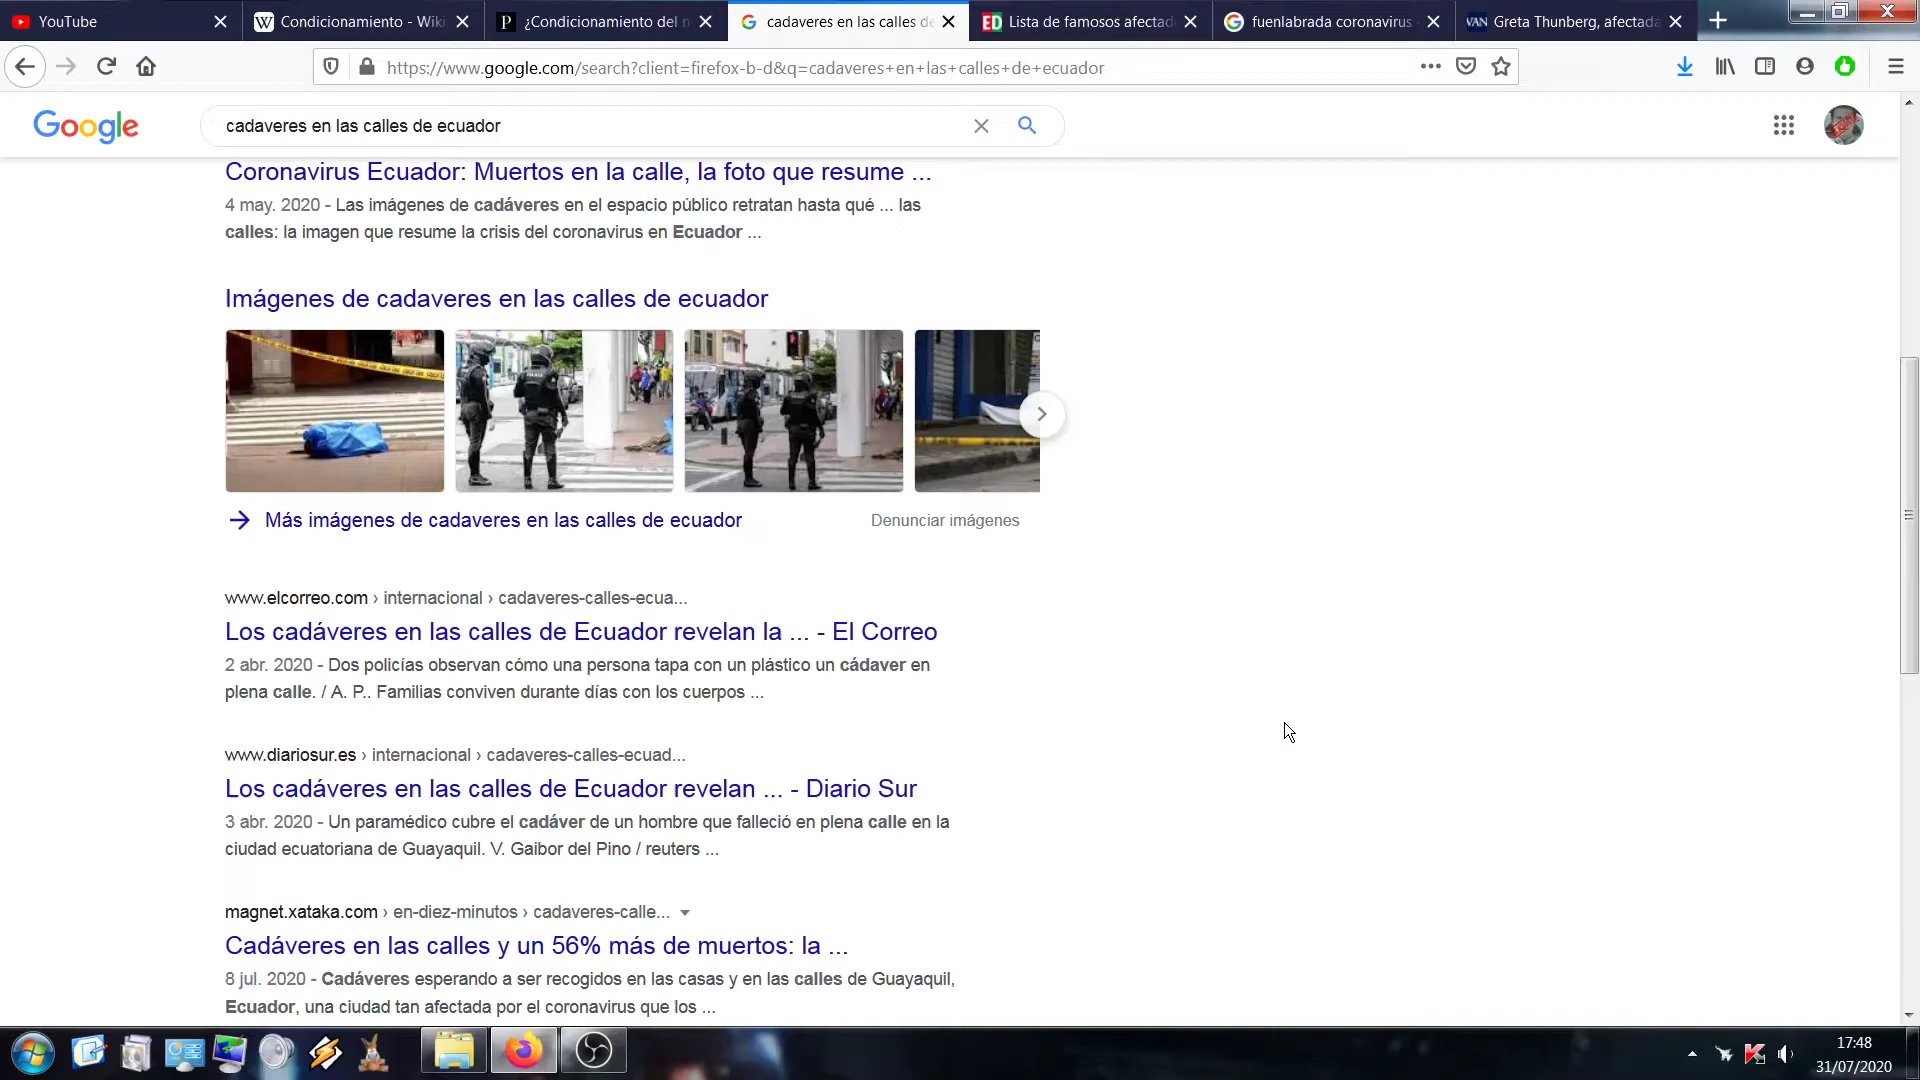 YouTube
Condicionamiento - Wiki
¿Condicionamiento del n
cadaveres en las calles de
ED Lista de famosos afectad
fuenlabrada coronavirus -
VAN Greta Thunberg, afectada
https://www.google.com/search?client=firefox-b-d&q=cadaveres+en+las+calles+de+ecuador
Google
cadaveres en las calles de ecuador
Coronavirus Ecuador: Muertos en la calle, la foto que resume ...
4 may. 2020 - Las imágenes de cadáveres en el espacio público retratan hasta qué ... las
calles: la imagen que resume la crisis del coronavirus en Ecuador ...
Imágenes de cadaveres en las calles de ecuador
Más imágenes de cadaveres en las calles de ecuador
Denunciar imágenes
www.elcorreo.com › internacional › cadaveres-calles-ecua...
Los cadáveres en las calles de Ecuador revelan la ... - El Correo
2 abr. 2020 - Dos policías observan cómo una persona tapa con un plástico un cádaver en
plena calle. / A. P.. Familias conviven durante días con los cuerpos ...
www.diariosur.es › internacional › cadaveres-calles-ecuad...
Los cadáveres en las calles de Ecuador revelan ... - Diario Sur
3 abr. 2020 - Un paramédico cubre el cadáver de un hombre que falleció en plena calle en la
ciudad ecuatoriana de Guayaquil. V. Gaibor del Pino / reuters ...
magnet.xataka.com › en-diez-minutos › cadaveres-calle...
Cadáveres en las calles y un 56% más de muertos: la ...
8 jul. 2020 - Cadáveres esperando a ser recogidos en las casas y en las calles de Guayaquil,
Ecuador, una ciudad tan afectada por el coronavirus que los ...
17:48
31/07/2020